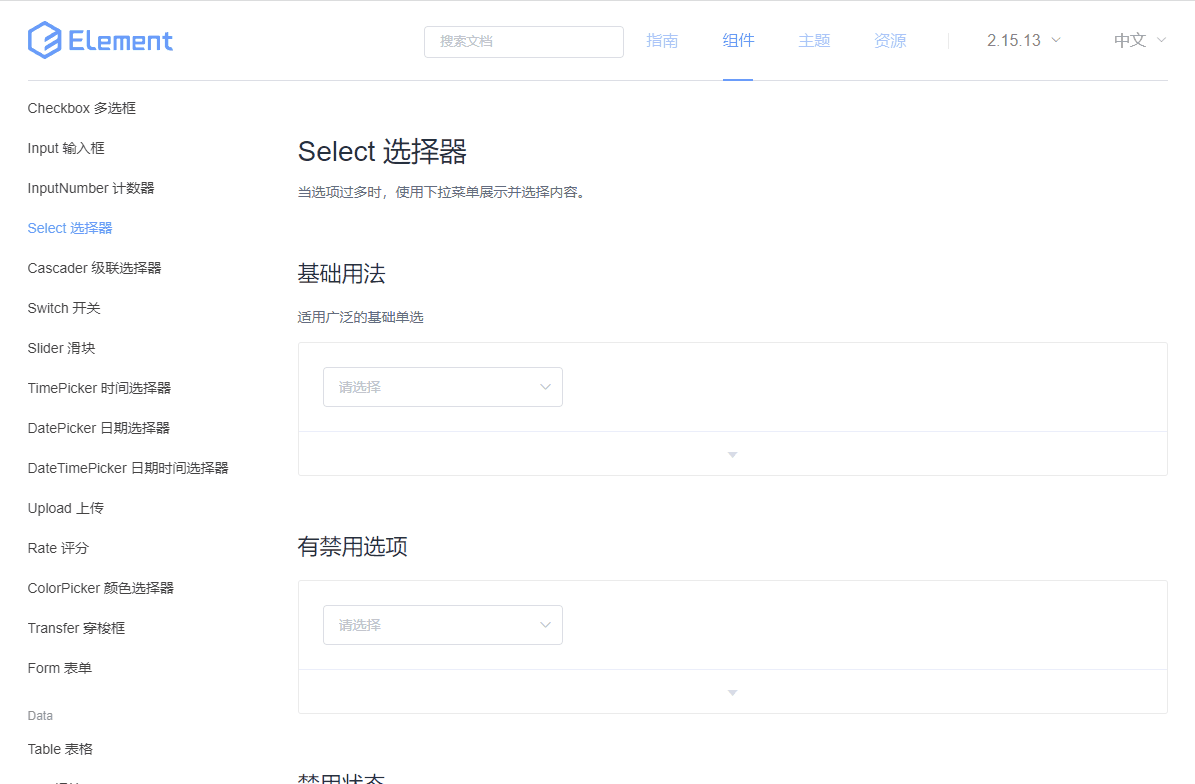 Element
搜索文档
指南
组件
主题
资源
2.15.13
中文
Checkbox 多选框
Input 输入框
InputNumber 计数器
Select 选择器
Cascader 级联选择器
Switch 开关
Slider 滑块
TimePicker 时间选择器
DatePicker 日期选择器
DateTimePicker 日期时间选择器
Upload 上传
Rate 评分
ColorPicker 颜色选择器
Transfer 穿梭框
Form 表单
Data
Table 表格
Select 选择器
当选项过多时，使用下拉菜单展示并选择内容。
基础用法
适用广泛的基础单选
请选择
有禁用选项
请选择
禁用状态